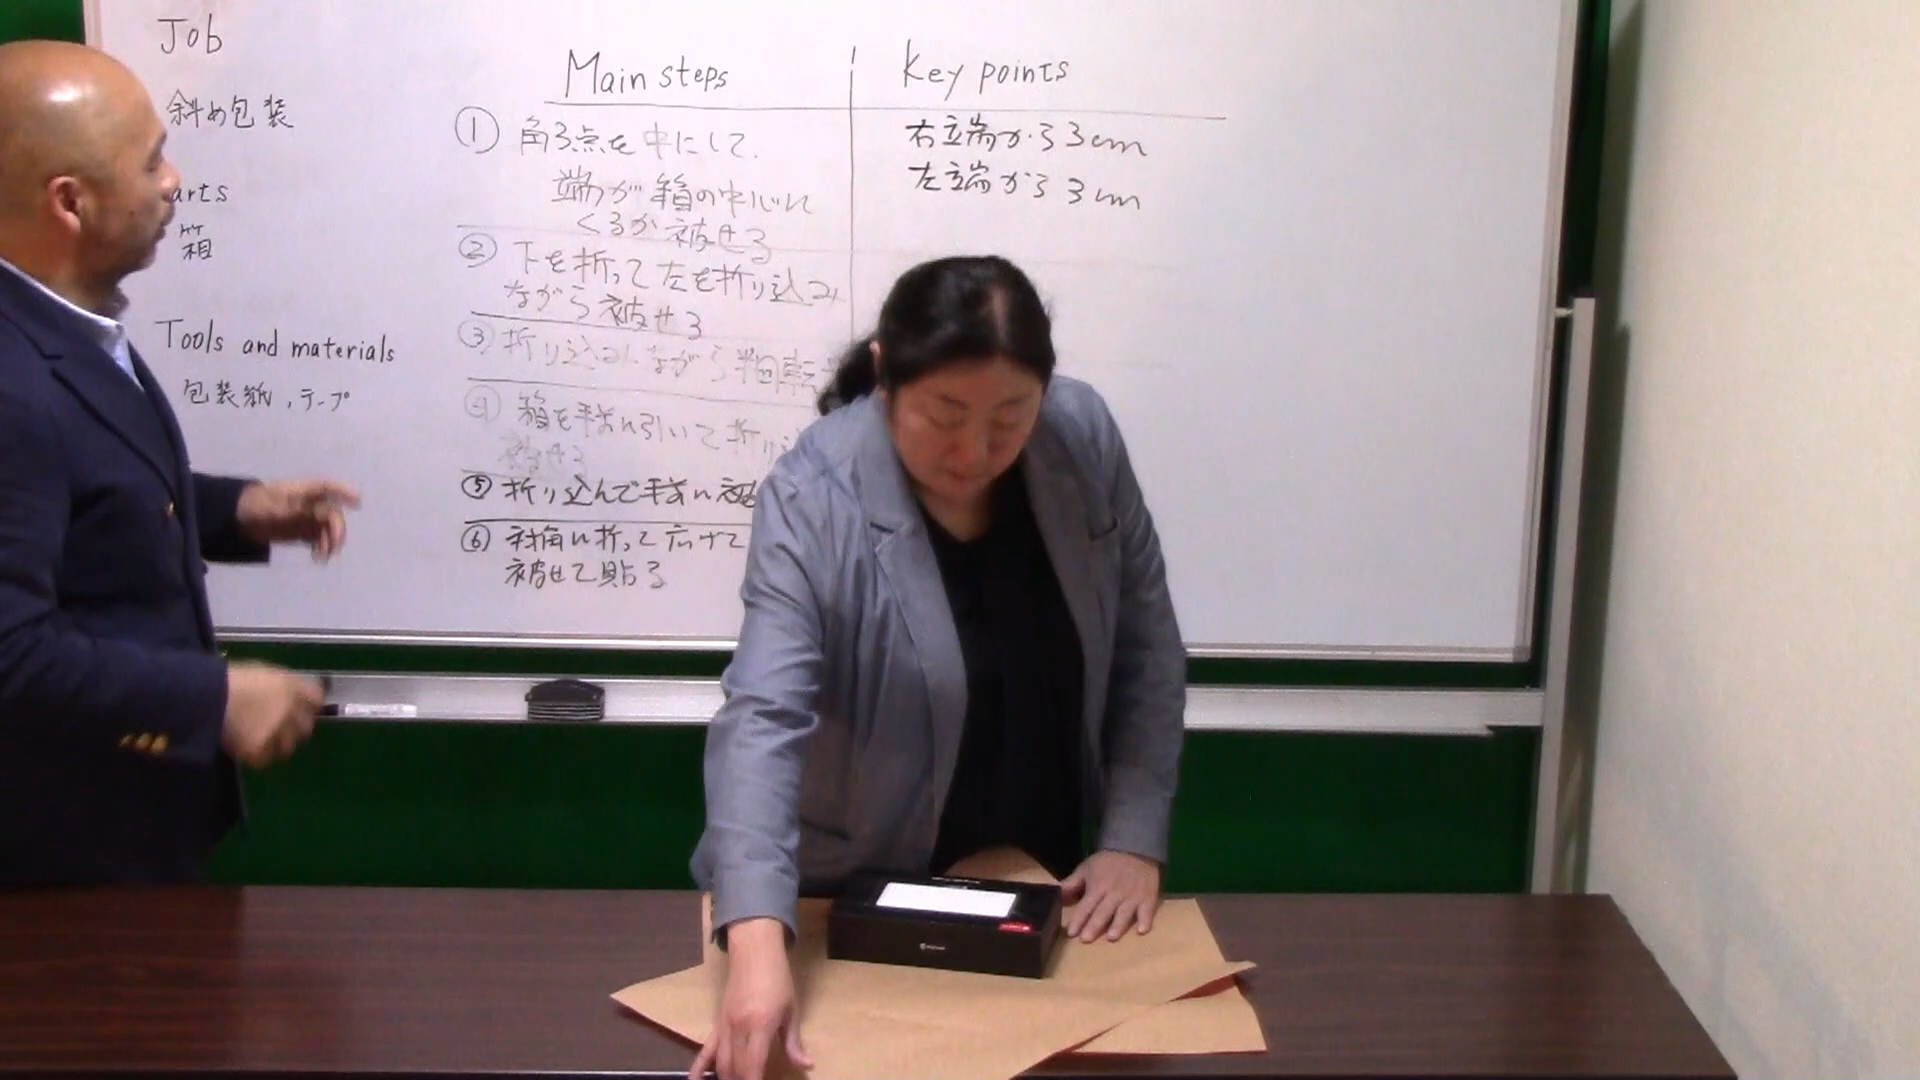 Job
斜め包装
arts
箱
Tools and materials
包装紙，テープ
Main steps
Key points
① 角3点を中にして、
端が箱の中心に
くるか被せる
② 下を折って左を折り込み
ながら被せる
③ 折り込みながら半回転
④ 箱を手前に引いて折り込
被せる
⑤ 折り込んで手前に被
⑥ 斜角に折って広げて
被せて貼る
右立端から3cm
左立端から3cm